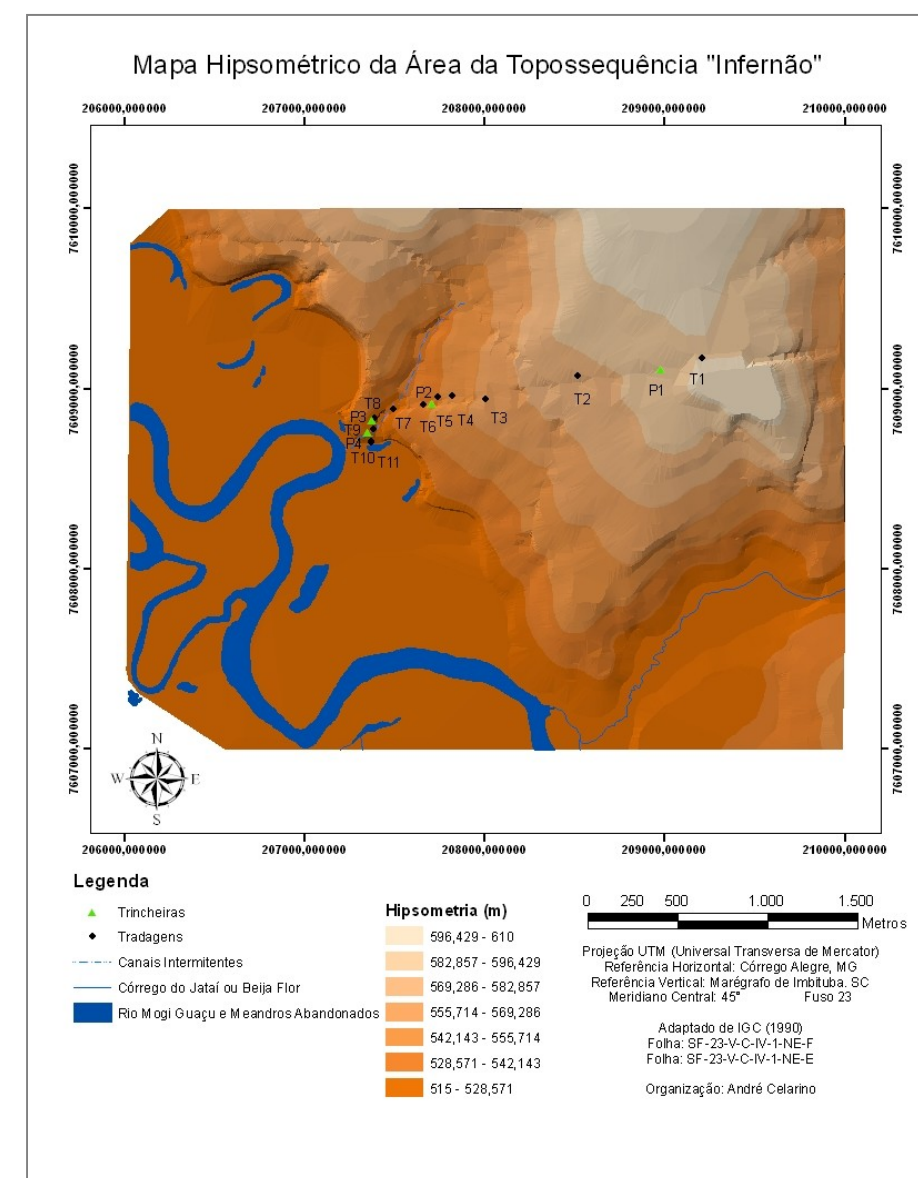 Mapa Hipsométrico da Área da Topossequência "Infernão"
206000,000000 207000,000000 208000,000000 209000,000000 210000,000000
7610000,000000 7610000,000000
7609000,000000 7609000,000000
7608000,000000 7608000,000000
7607000,000000 7607000,000000
T1
P1
T2
P2
T8
P3
T7
T6
T5
T4
T3
T9
P4
T10
T11
N
W E
S
206000,000000 207000,000000 208000,000000 209000,000000 210000,000000
Legenda
Trincheiras
Tradagens
Canais Intermitentes
Córrego do Jataí ou Beija Flor
Rio Mogi Guaçu e Meandros Abandonados
Hipsometria (m)
596,429 - 610
582,857 - 596,429
569,286 - 582,857
555,714 - 569,286
542,143 - 555,714
528,571 - 542,143
515 - 528,571
0 250 500 1.000 1.500
Metros
Projeção UTM (Universal Transversa de Mercator)
Referência Horizontal: Córrego Alegre, MG
Referência Vertical: Marégrafo de Imbituba. SC
Meridiano Central: 45° Fuso 23
Adaptado de IGC (1990)
Folha: SF-23-V-C-IV-1-NE-F
Folha: SF-23-V-C-IV-1-NE-E
Organização: André Celarino